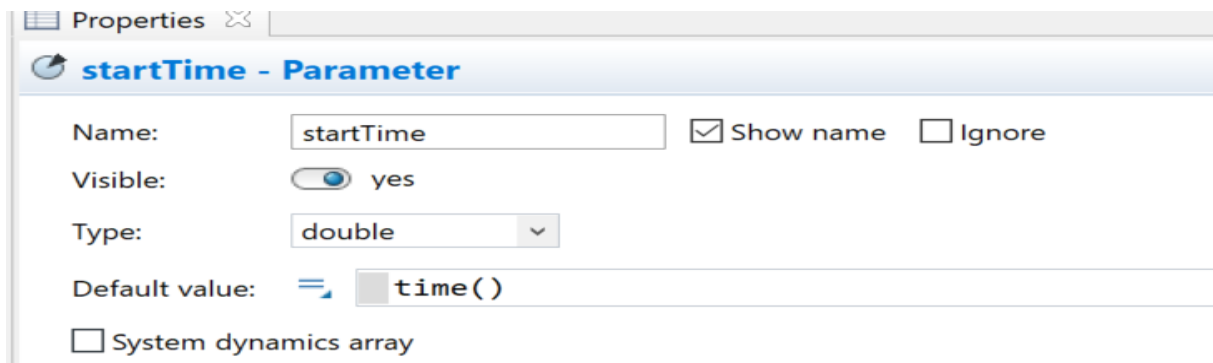 Properties
startTime - Parameter
Name: startTime Show name Ignore
Visible: yes
Type: double
Default value: time()
System dynamics array